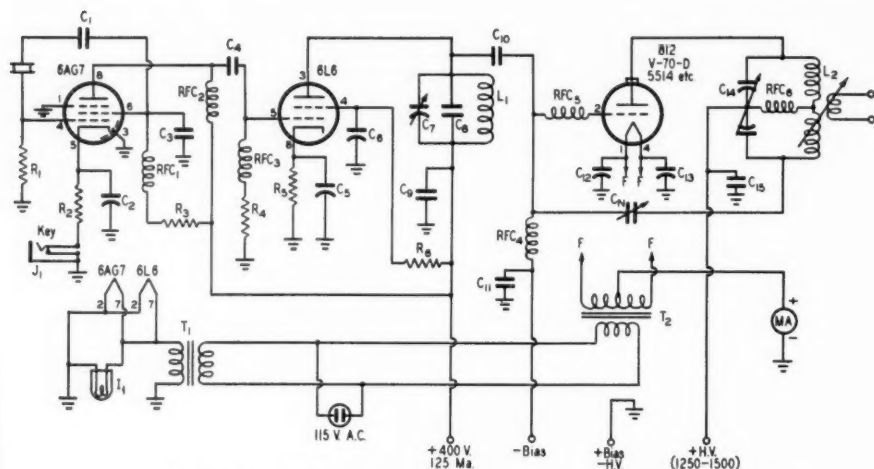 C1
6AG7
8
1
4
6
5
3
R1
R2
C2
C3
RFC1
R3
Key
J1
RFC2
C4
6L6
3
5
4
8
RFC3
R4
R5
C5
C6
R6
C7
C8
L1
C9
C10
RFC5
812
V-70-D
5514 etc.
2
1
4
C12
F
F
C13
CN
RFC4
C11
C14
RFC6
L2
C15
6AG7
6L6
2
7
2
7
I1
T1
115 V. A.C.
F
F
T2
+
MA
-
+400 V.
125 Ma.
-Bias
+Bias
-H.V.
+H.V.
(1250-1500)